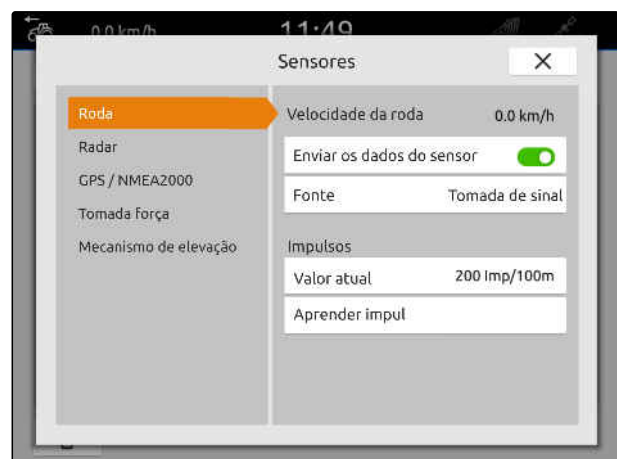 0.0 km/h
11:49
Sensores
Roda
Radar
GPS / NMEA2000
Tomada força
Mecanismo de elevação
Velocidade da roda 0.0 km/h
Enviar os dados do sensor
Fonte Tomada de sinal
Impulsos
Valor atual 200 Imp/100m
Aprender impul